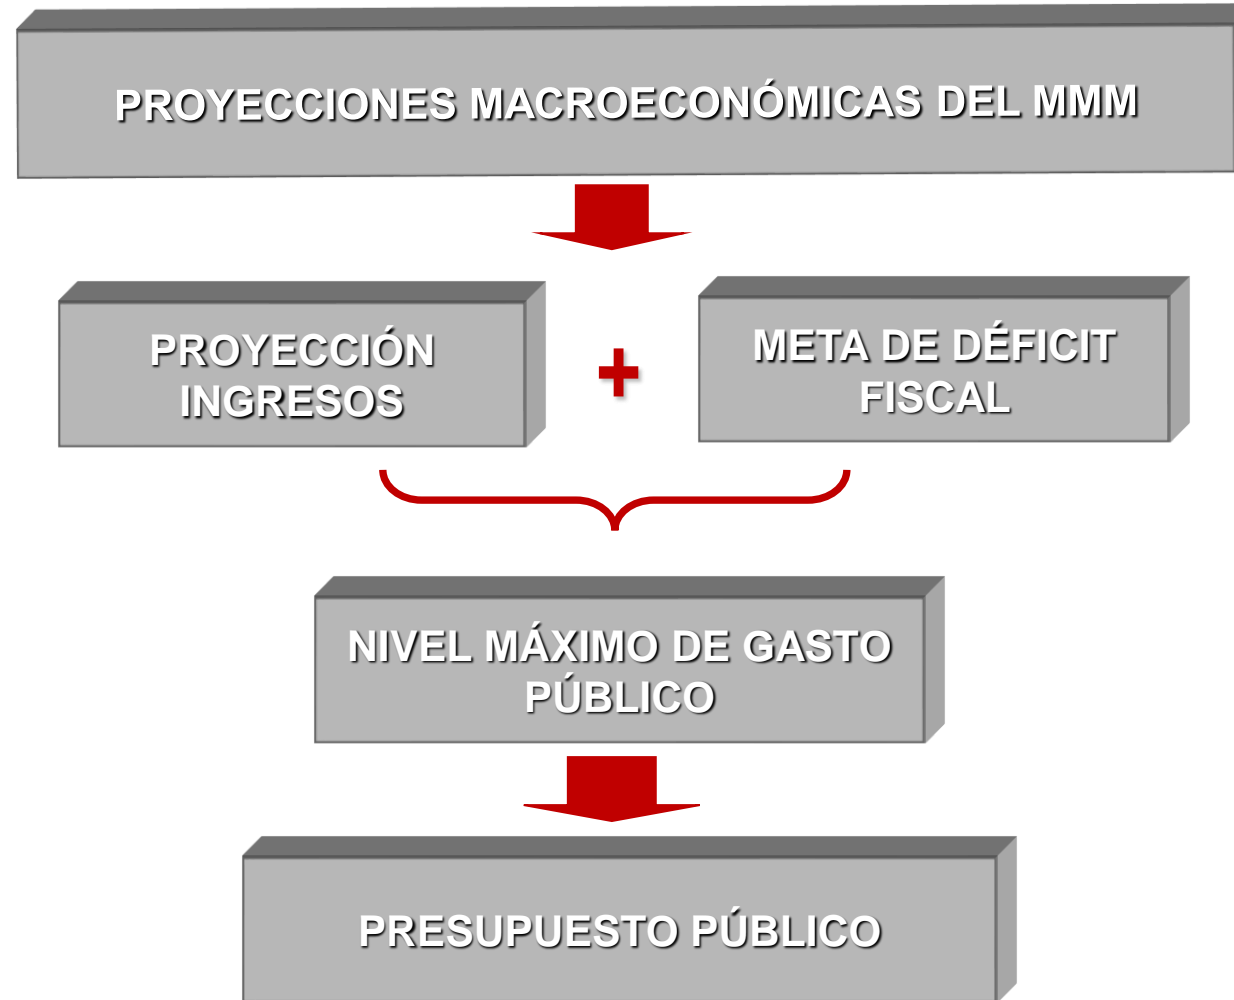 PROYECCIONES MACROECONÓMICAS DEL MMM
PROYECCIÓN
INGRESOS
+
META DE DÉFICIT
FISCAL
NIVEL MÁXIMO DE GASTO
PÚBLICO
PRESUPUESTO PÚBLICO